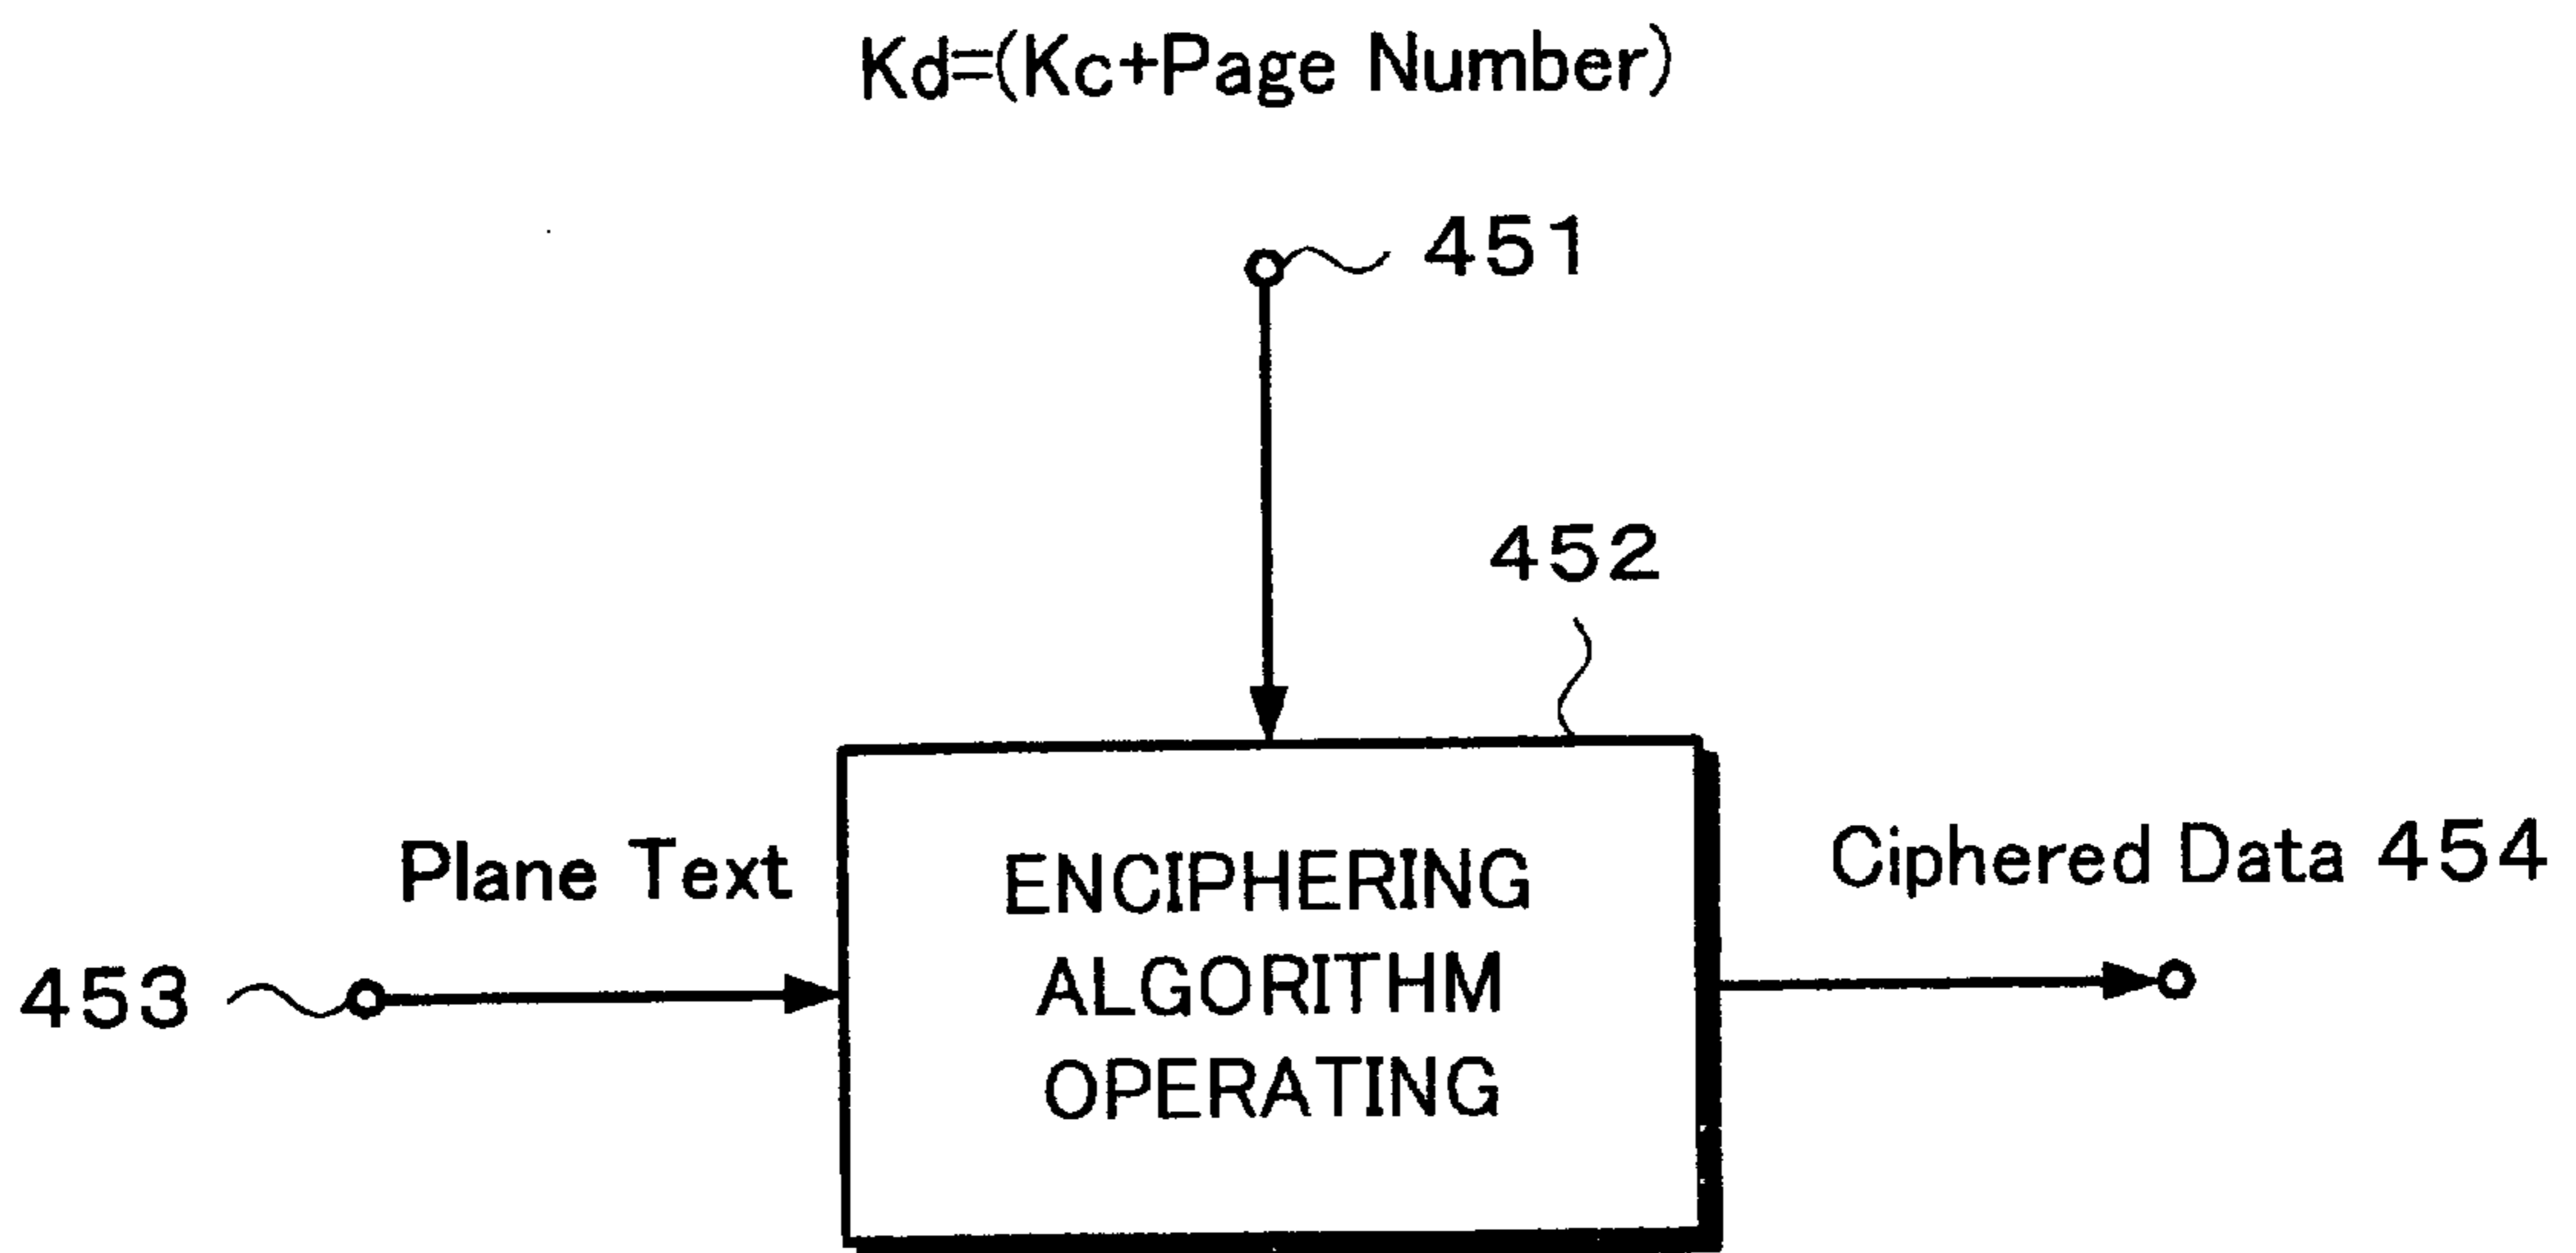 Kd=(Kc+Page Number)
451
452
Plane Text
Ciphered Data 454
453
ENCIPHERING
ALGORITHM
OPERATING